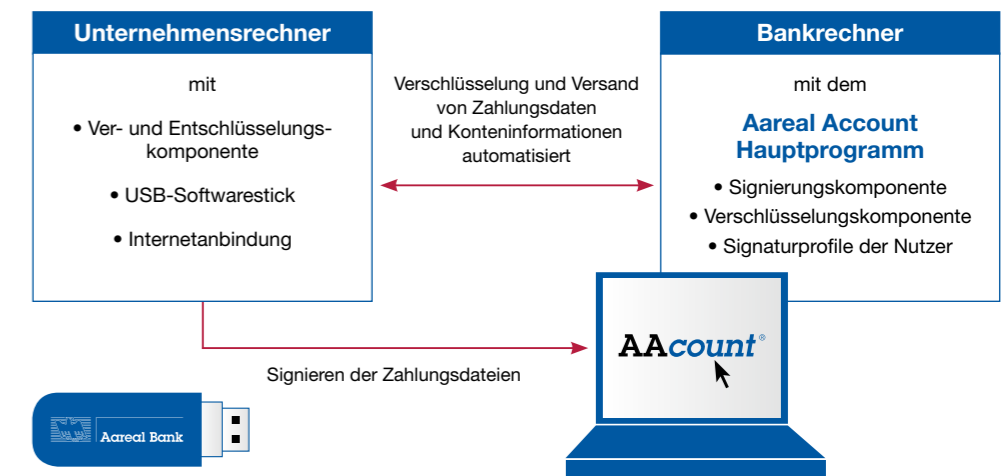 Unternehmensrechner
mit
• Ver- und Entschlüsselungs-
komponente
• USB-Softwarestick
• Internetanbindung
Verschlüsselung und Versand
von Zahlungsdaten
und Konteninformationen
automatisiert
Bankrechner
mit dem
Aareal Account
Hauptprogramm
• Signierungskomponente
• Verschlüsselungskomponente
• Signaturprofile der Nutzer
Signieren der Zahlungsdateien
AAcount®
Aareal Bank